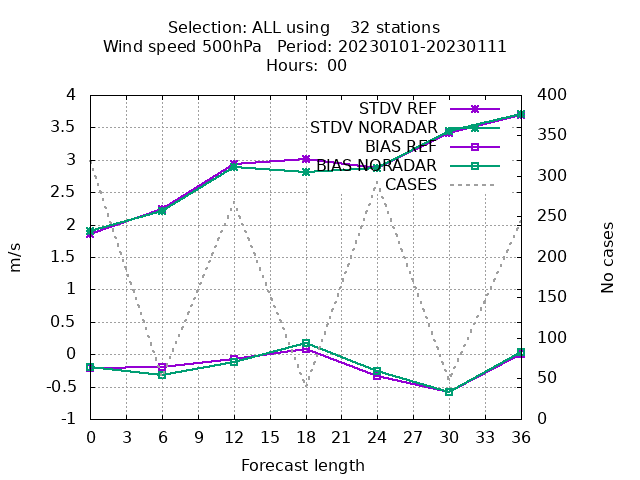 Selection: ALL using 32 stations
Wind speed 500hPa Period: 20230101-20230111
Hours: 00
4 400
STDV REF
3.5 STDV NORADAR 350
BIAS REF
3 BIAS NORADAR 300
CASES
2.5 250
2 200
1.5
1 150
0.5 100
0
-0.5 50
-1 0
m/s
No cases
0 3 6 9 12 15 18 21 24 27 30 33 36
Forecast length